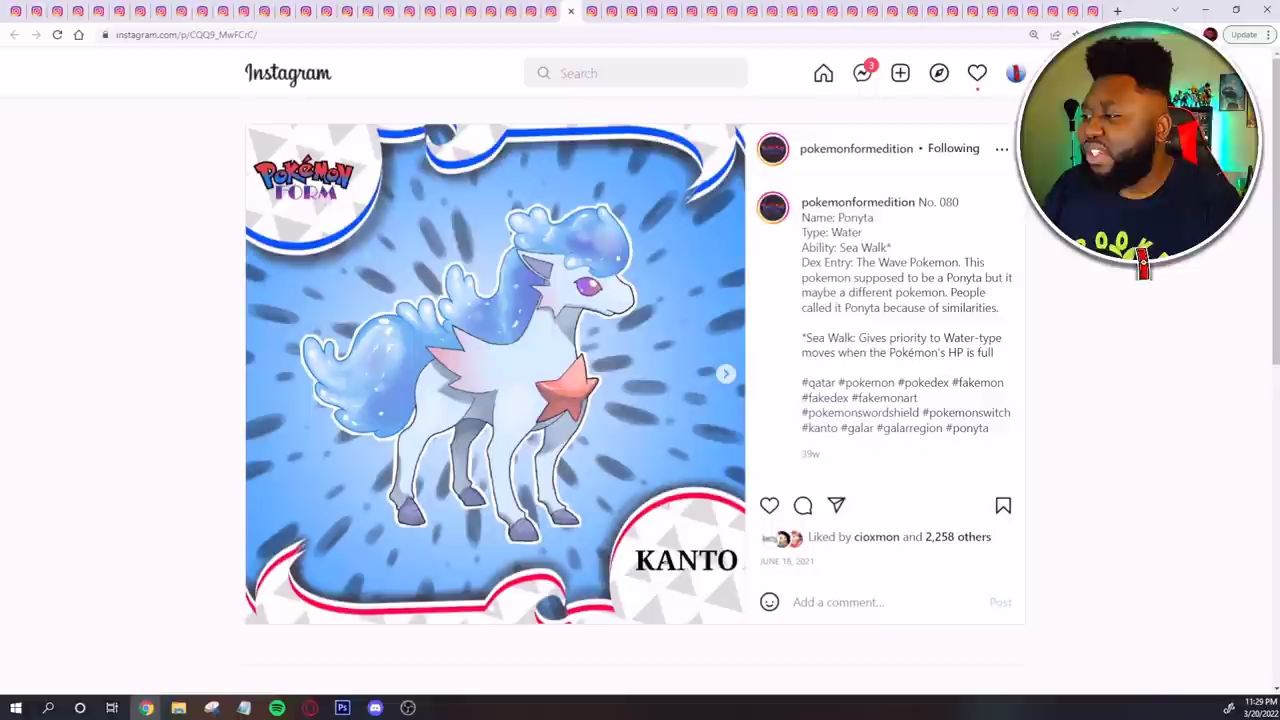 instagram.com/p/CQQ9_MwFCrC/
Update
Instagram
Search
3
POKÉMON
FORM
KANTO
pokemonformedition • Following
pokemonformedition No. 080
Name: Ponyta
Type: Water
Ability: Sea Walk*
Dex Entry: The Wave Pokemon. This
pokemon supposed to be a Ponyta but it
maybe a different pokemon. People
called it Ponyta because of similarities.
*Sea Walk: Gives priority to Water-type
moves when the Pokémon's HP is full
#qatar #pokemon #pokedex #fakemon
#fakedex #fakemonart
#pokemonswordshield #pokemonswitch
#kanto #galar #galarregion #ponyta
39w
Liked by cioxmon and 2,258 others
JUNE 18, 2021
Add a comment...
Post
11:29 PM
3/20/2022